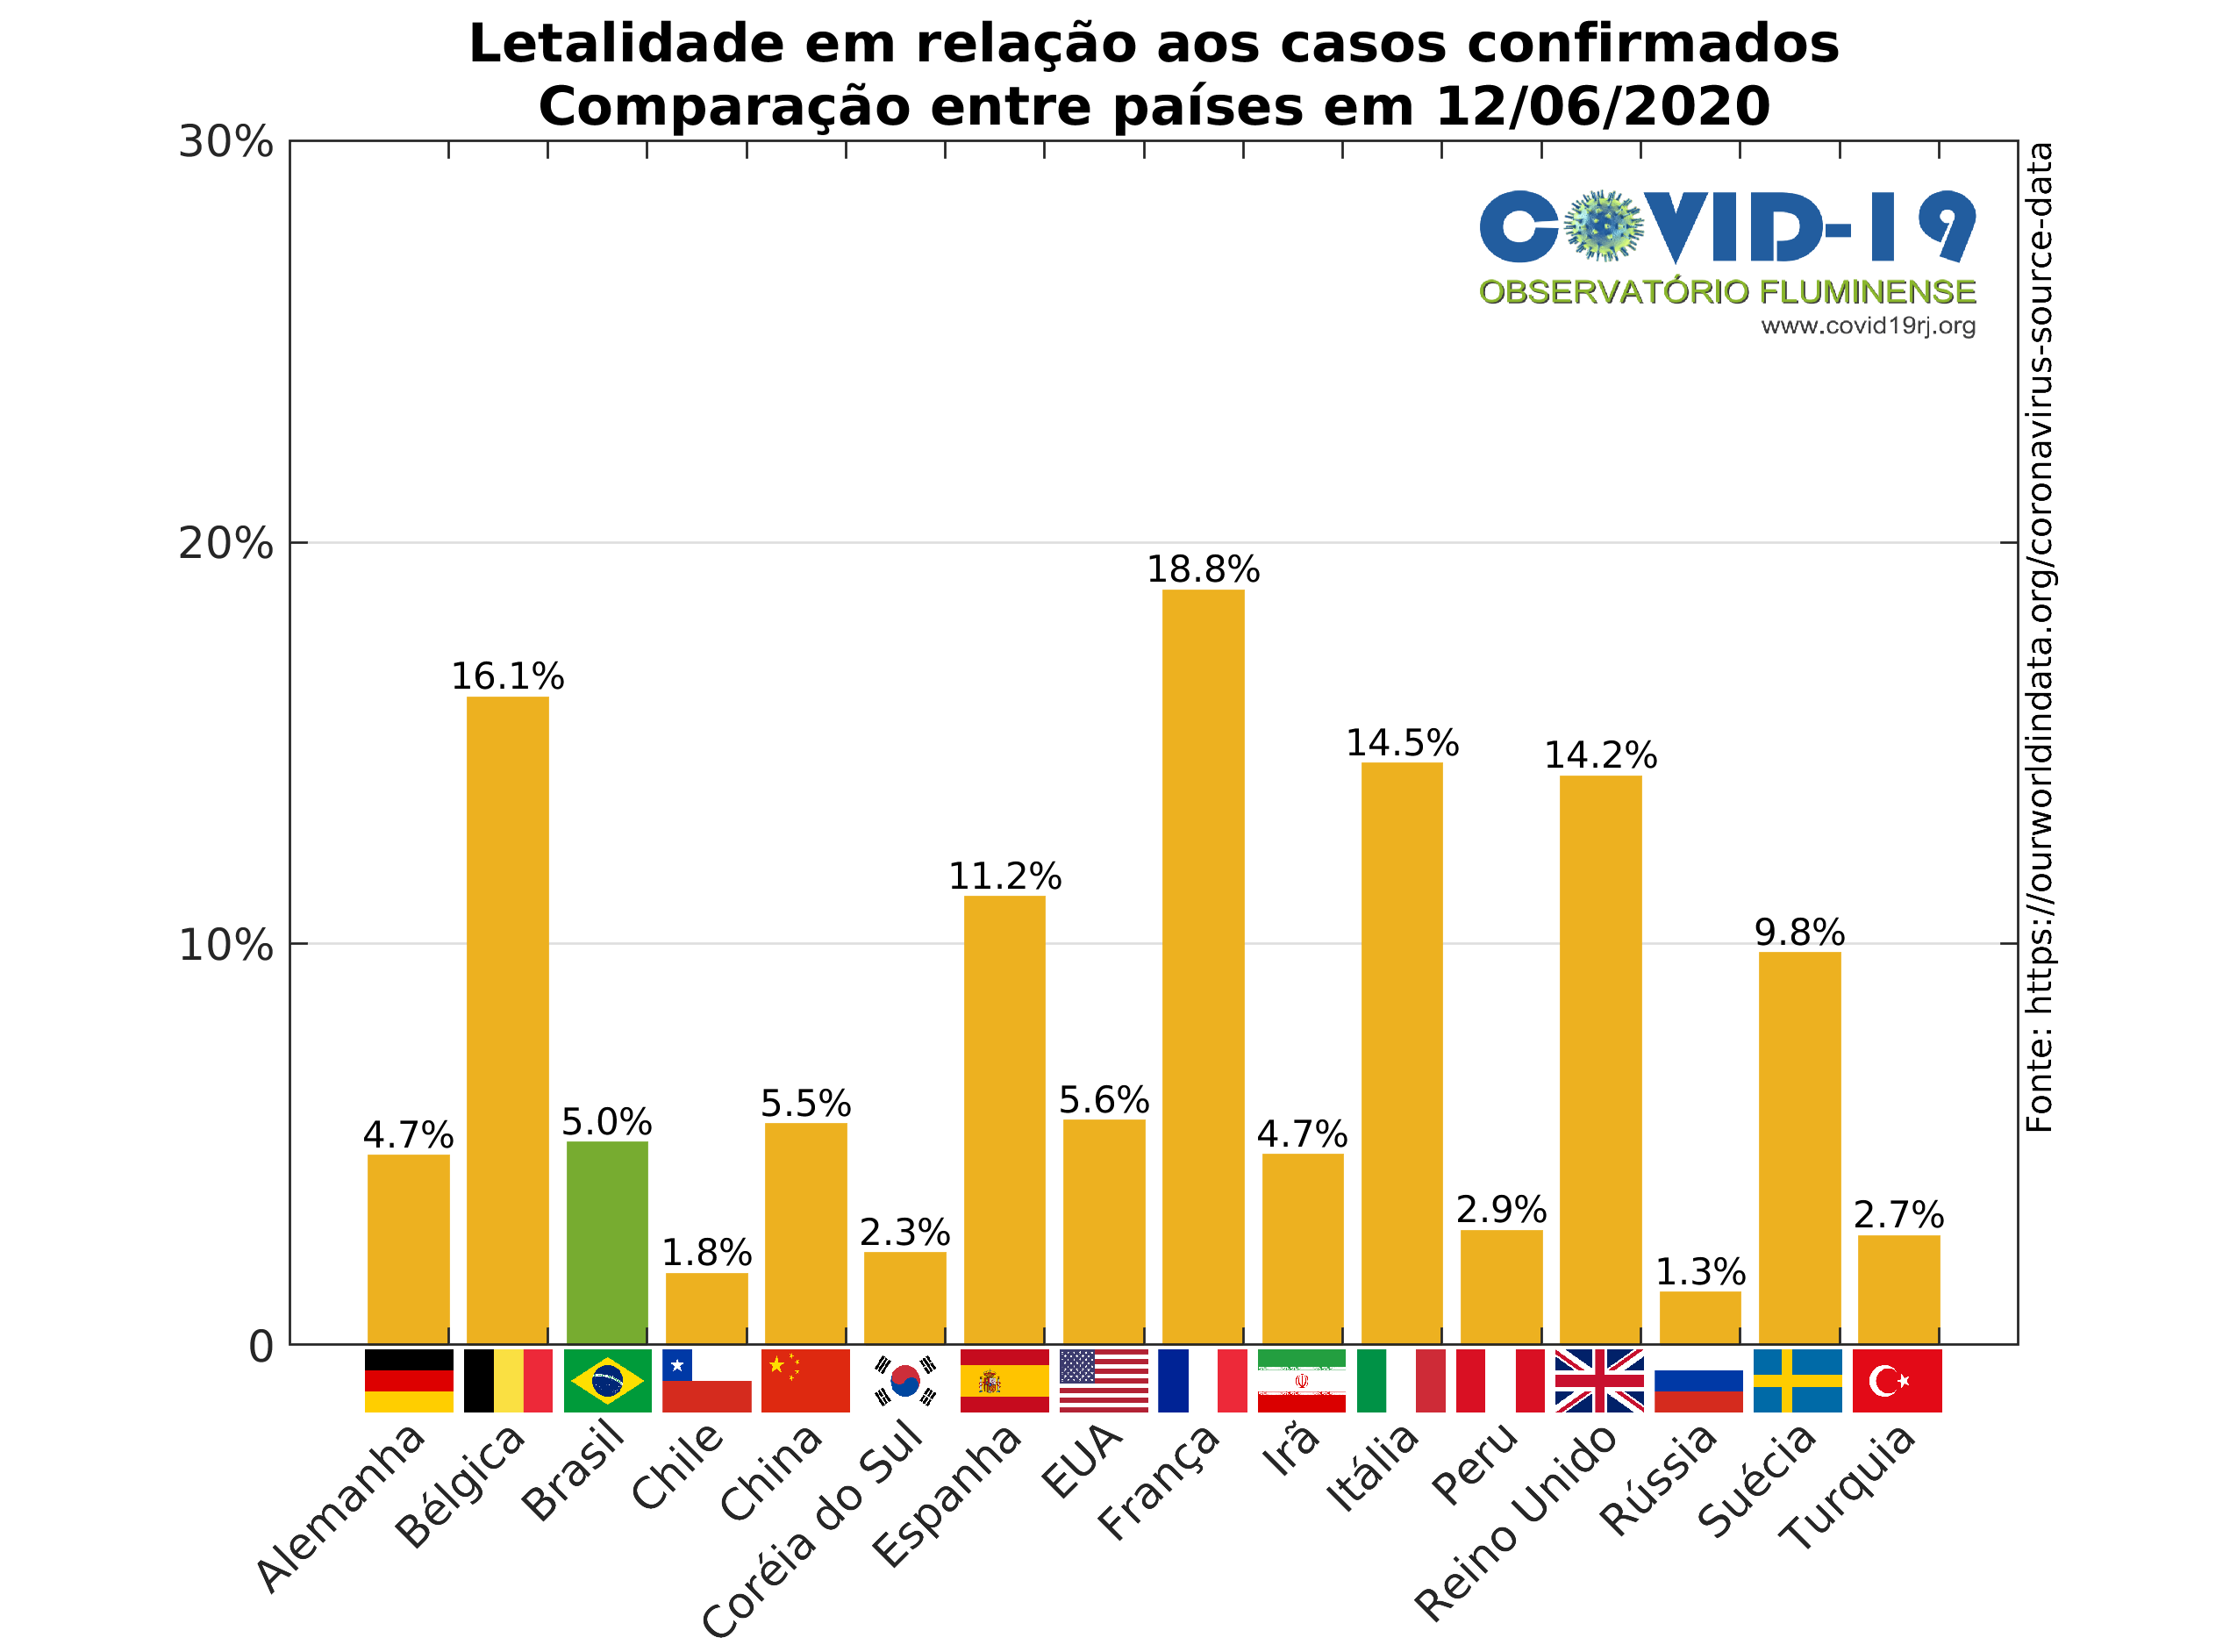 Letalidade em relação aos casos confirmados
Comparação entre países em 12/06/2020
30%
20%
10%
0
COVID-19
OBSERVATÓRIO FLUMINENSE
www.covid19rj.org
Fonte: https://ourworldindata.org/coronavirus-source-data
4.7%
16.1%
5.0%
1.8%
5.5%
2.3%
11.2%
5.6%
18.8%
4.7%
14.5%
2.9%
14.2%
1.3%
9.8%
2.7%
Alemanha
Bélgica
Brasil
Chile
China
Coréia do Sul
Espanha
EUA
França
Irã
Itália
Peru
Reino Unido
Rússia
Suécia
Turquia